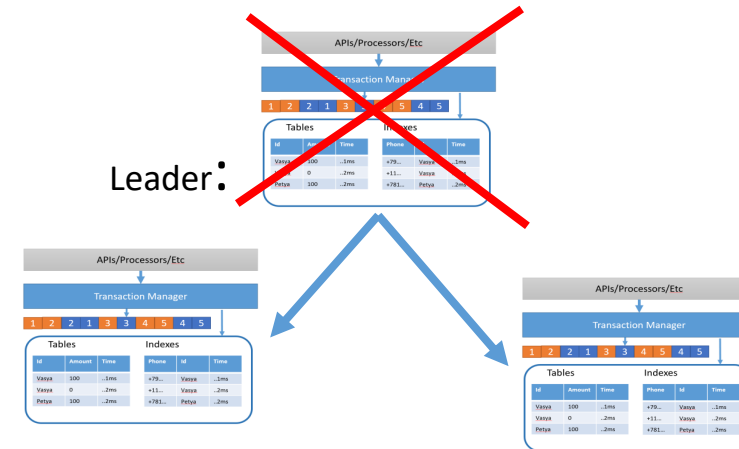 APIs/Processors/Etc
Transaction
1 2 2 1 3 5 4 5
Tables
Id Time Phone Time
Vasya 100 ..1ms +79... Vasya ..1ms
0 ..2ms +11... Vasya ..2ms
Petya 100 ..2ms +781... Petya ..2ms
Leader:
APIs/Processors/Etc
Transaction Manager
1 2 2 1 3 3 4 5 4 5
Tables Indexes
Id Amount Time Phone Id Time
Vasya 100 ..1ms +79... Vasya ..1ms
Vasya 0 ..2ms +11... Vasya ..2ms
Petya 100 ..2ms +781... Petya ..2ms
APIs/Processors/Etc
Transaction Manager
1 2 2 1 3 3 4 5 4 5
Tables Indexes
Id Amount Time Phone Id Time
Vasya 100 ..1ms +79... Vasya ..1ms
Vasya 0 ..2ms +11... Vasya ..2ms
Petya 100 ..2ms +781... Petya ..2ms